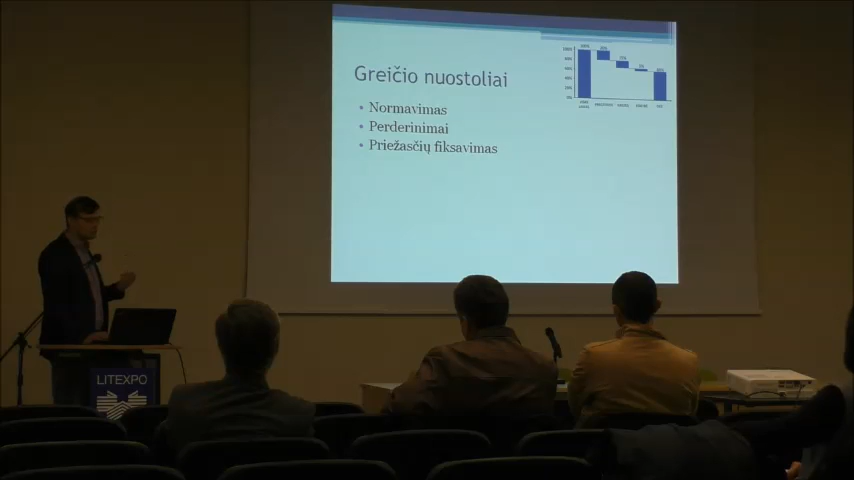 Greičio nuostoliai
• Normavimas
• Perderinimai
• Priežasčių fiksavimas
LITEXPO